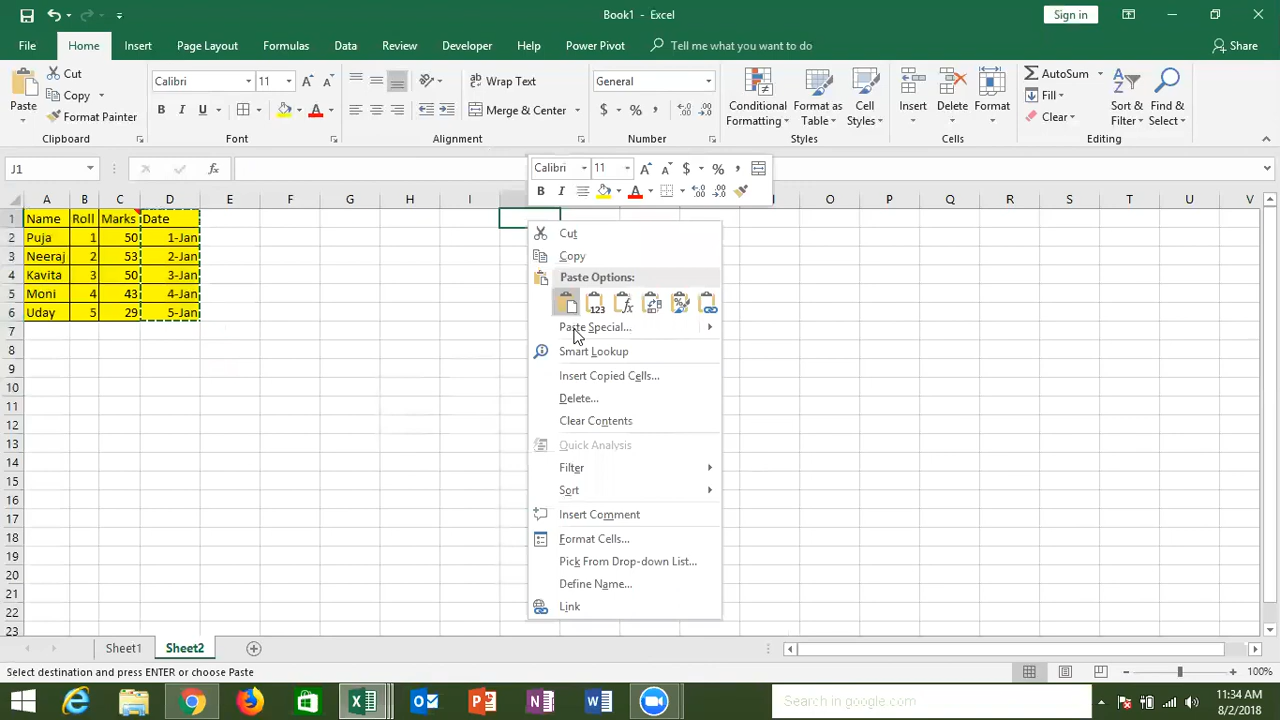 Book1 - Excel
Sign in
File Home Insert Page Layout Formulas Data Review View Developer Help Power Pivot Tell me what you want to do Share
Paste
Cut
Copy
Format Painter
Clipboard
Calibri 11
B I U
A
Font
ab Wrap Text
Merge & Center
Alignment
General
$ % ,
Number
Conditional Formatting
Format as Table
Cell Styles
Styles
Insert
Delete
Format
Cells
AutoSum
Fill
Clear
Sort & Filter
Find & Select
Editing
J1
fx
Calibri 11 A A $ % ,
B I A
A B C D E F G H I O P Q R S T U V
1 Name Roll Marks Date
2 Puja 1 50 1-Jan
3 Neeraj 2 53 2-Jan
4 Kavita 3 50 3-Jan
5 Moni 4 43 4-Jan
6 Uday 5 29 5-Jan
7
8
9
10
11
12
13
14
15
16
17
18
19
20
21
22
23
Cut
Copy
Paste Options:
123
fx
%
Paste Special...
Smart Lookup
Insert Copied Cells...
Delete...
Clear Contents
Quick Analysis
Filter
Sort
Insert Comment
Format Cells...
Pick From Drop-down List...
Define Name...
Link
Sheet1 Sheet2
Select destination and press ENTER or choose Paste
100%
Search in google.com
11:34 AM
8/2/2018